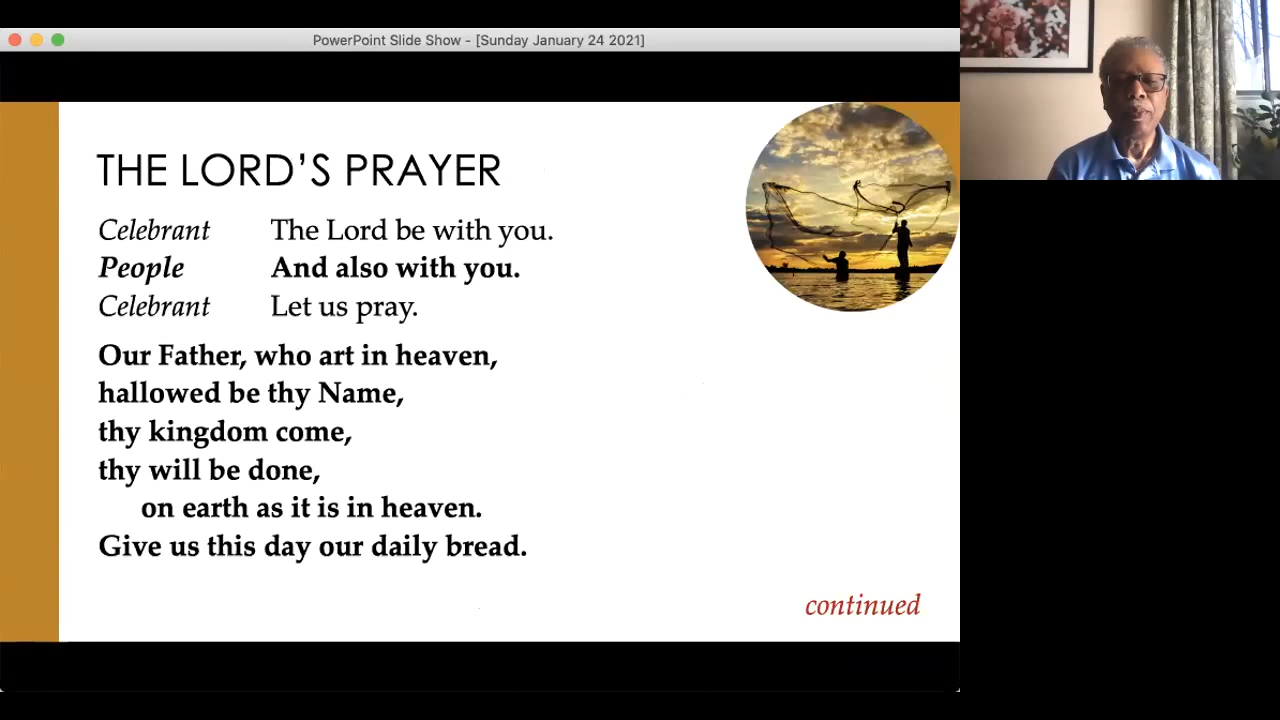 PowerPoint Slide Show - [Sunday January 24 2021]
THE LORD’S PRAYER
Celebrant The Lord be with you.
People And also with you.
Celebrant Let us pray.
Our Father, who art in heaven,
hallowed be thy Name,
thy kingdom come,
thy will be done,
on earth as it is in heaven.
Give us this day our daily bread.
continued